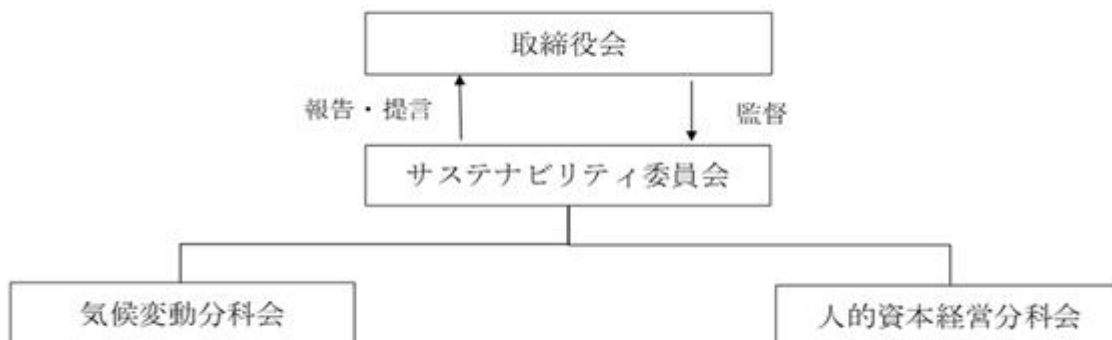 取締役会
報告・提言
監督
サステナビリティ委員会
気候変動分科会
人的資本経営分科会